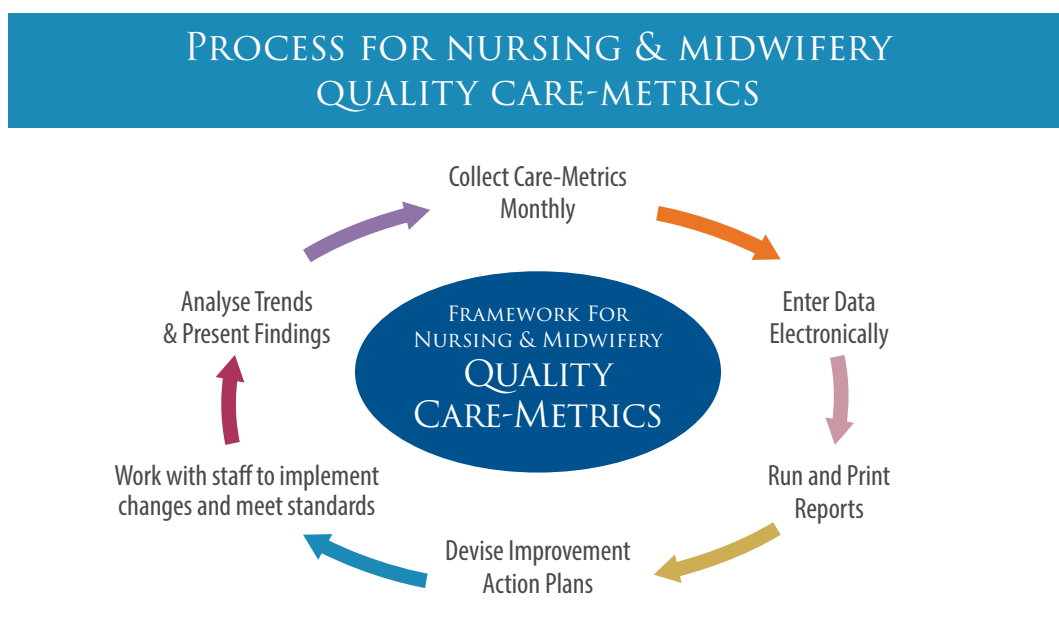 PROCESS FOR NURSING & MIDWIFERY
QUALITY CARE-METRICS
Collect Care-Metrics
Monthly
Enter Data
Electronically
Run and Print
Reports
Devise Improvement
Action Plans
Work with staff to implement
changes and meet standards
Analyse Trends
& Present Findings
FRAMEWORK FOR
NURSING & MIDWIFERY
QUALITY
CARE-METRICS